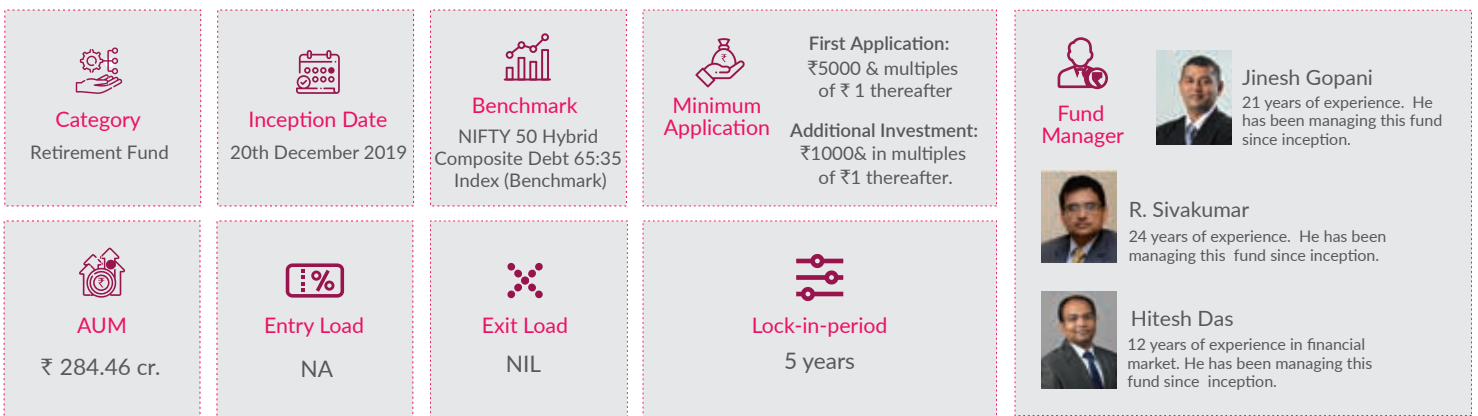 Category
Retirement Fund
Inception Date
20th December 2019
Benchmark
NIFTY 50 Hybrid
Composite Debt 65:35
Index (Benchmark)
Minimum
Application
First Application:
₹5000 & multiples
of ₹ 1 thereafter
Additional Investment:
₹1000& in multiples
of ₹1 thereafter.
AUM
₹ 284.46 cr.
Entry Load
NA
Exit Load
NIL
Lock-in-period
5 years
Fund
Manager
Jinesh Gopani
21 years of experience. He
has been managing this fund
since inception.
R. Sivakumar
24 years of experience. He has been
managing this fund since inception.
Hitesh Das
12 years of experience in financial
market. He has been managing this
fund since inception.